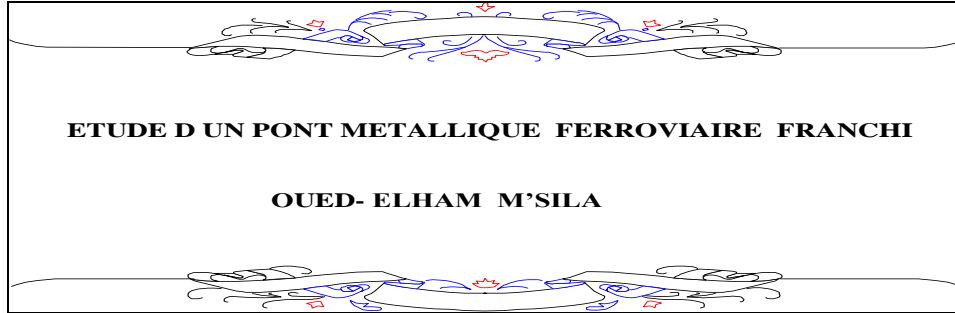 ETUDE D UN PONT METALLIQUE FERROVIAIRE FRANCHI
OUED- ELHAM M’SILA